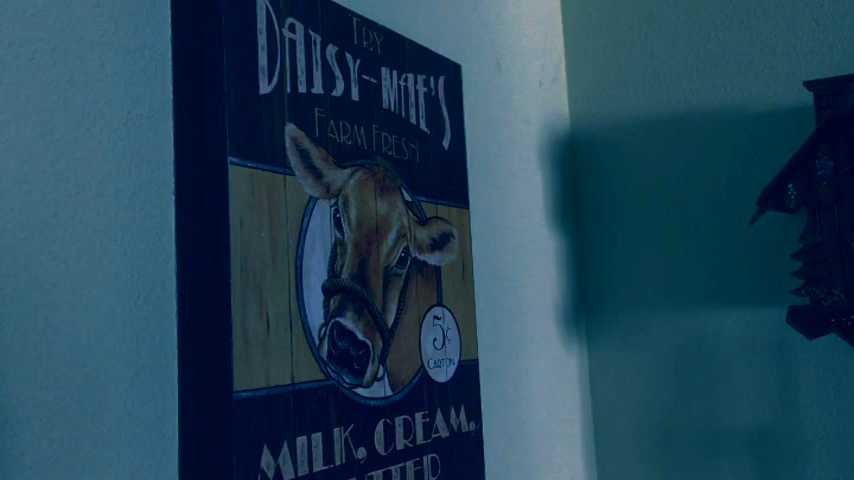 TRY
DAISY-MAE'S
FARM FRESH
5¢
CARTON
MILK, CREAM,